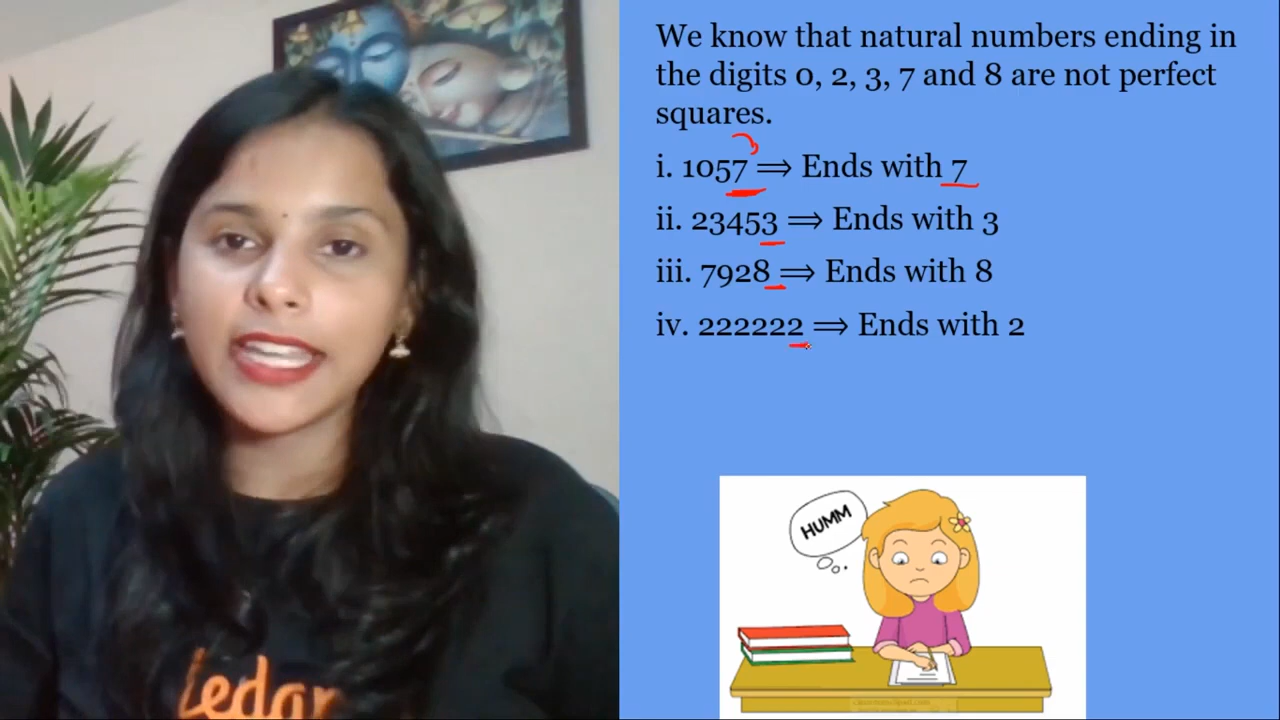 We know that natural numbers ending in
the digits 0, 2, 3, 7 and 8 are not perfect
squares.
i. 1057 ⟹ Ends with 7
ii. 23453 ⟹ Ends with 3
iii. 7928 ⟹ Ends with 8
iv. 222222 ⟹ Ends with 2
HUMM